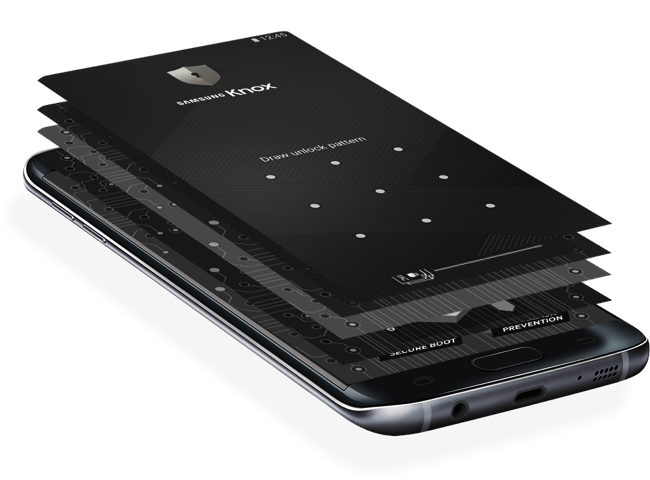 12:45
SAMSUNG Knox
Draw unlock pattern
SECURE BOOT
PREVENTION